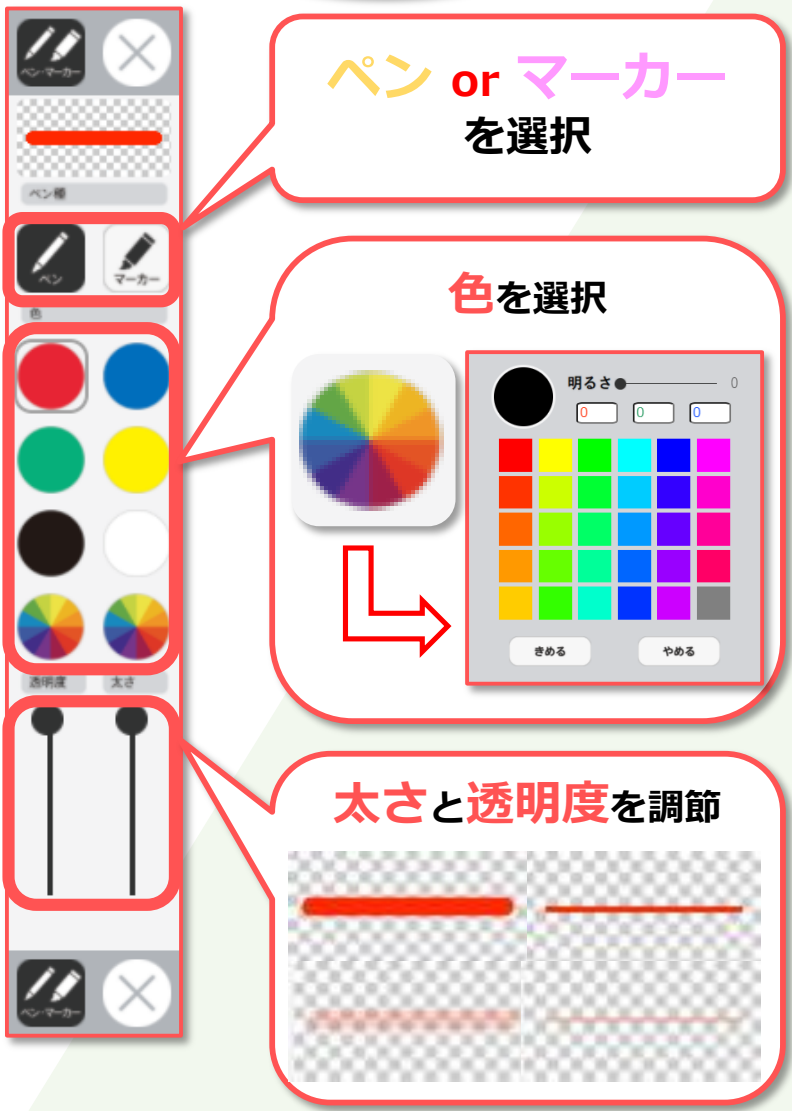 ペン・マーカー
ペン種
ペン
マーカー
色
透明度
太さ
ペン・マーカー
ペン or マーカー
を選択
色を選択
明るさ 0
0 0 0
きめる
やめる
太さと透明度を調節